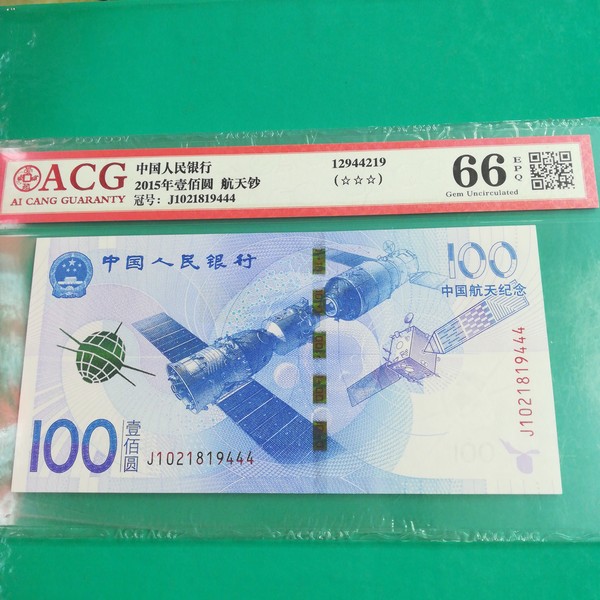 ACG
AI CANG GUARANTY
中国人民银行
2015年壹佰圆 航天钞
冠号: J1021819444
12944219
(☆☆☆)
66
EPQ
Gem Uncirculated
中国人民银行
100
中国航天纪念
J1021819444
100
壹佰圆
J1021819444
100